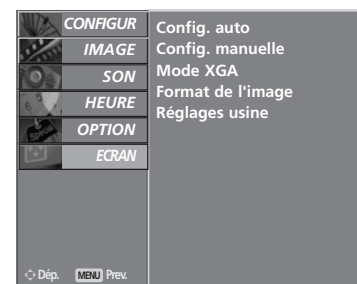 CONFIGUR
IMAGE
SON
HEURE
OPTION
ECRAN
Config. auto
Config. manuelle
Mode XGA
Format de l'image
Réglages usine
Dép. MENU Prev.